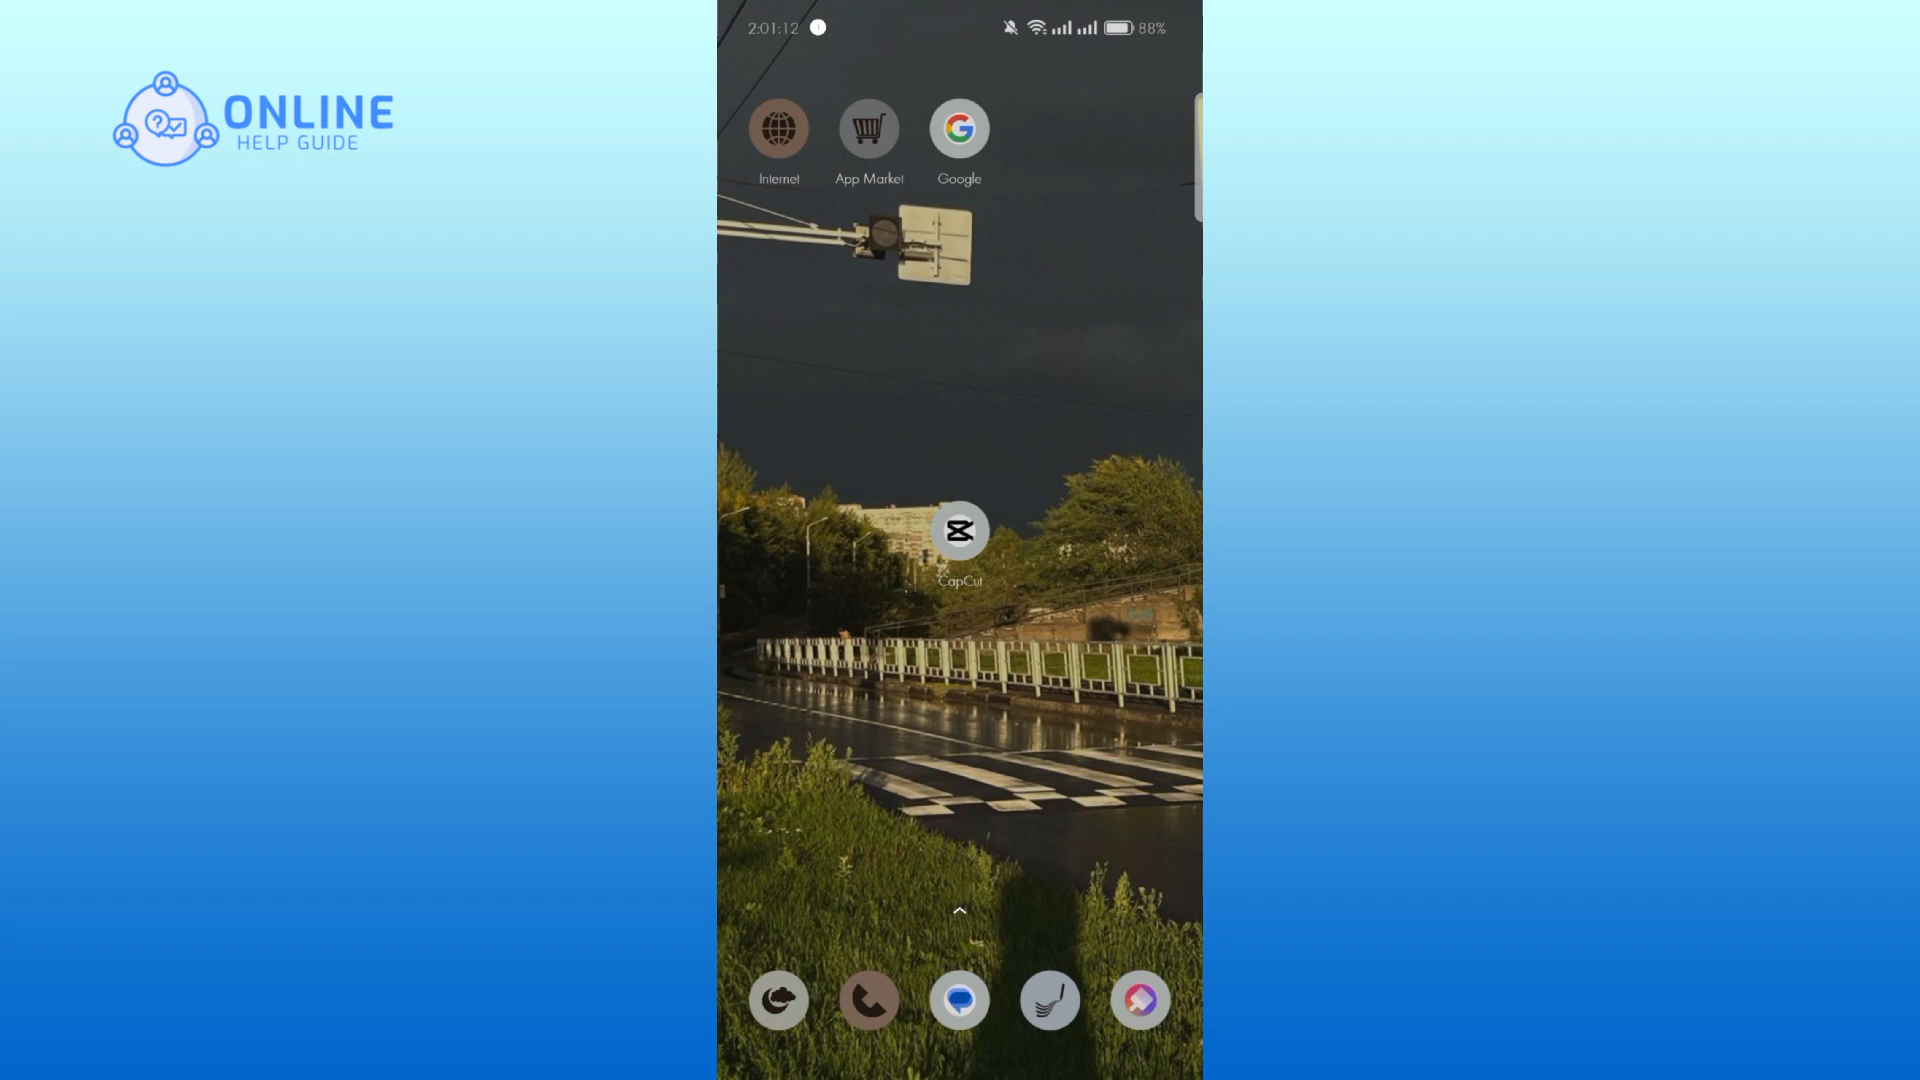 ONLINE
HELP GUIDE
2:01:12
88%
Internet
App Market
Google
CapCut